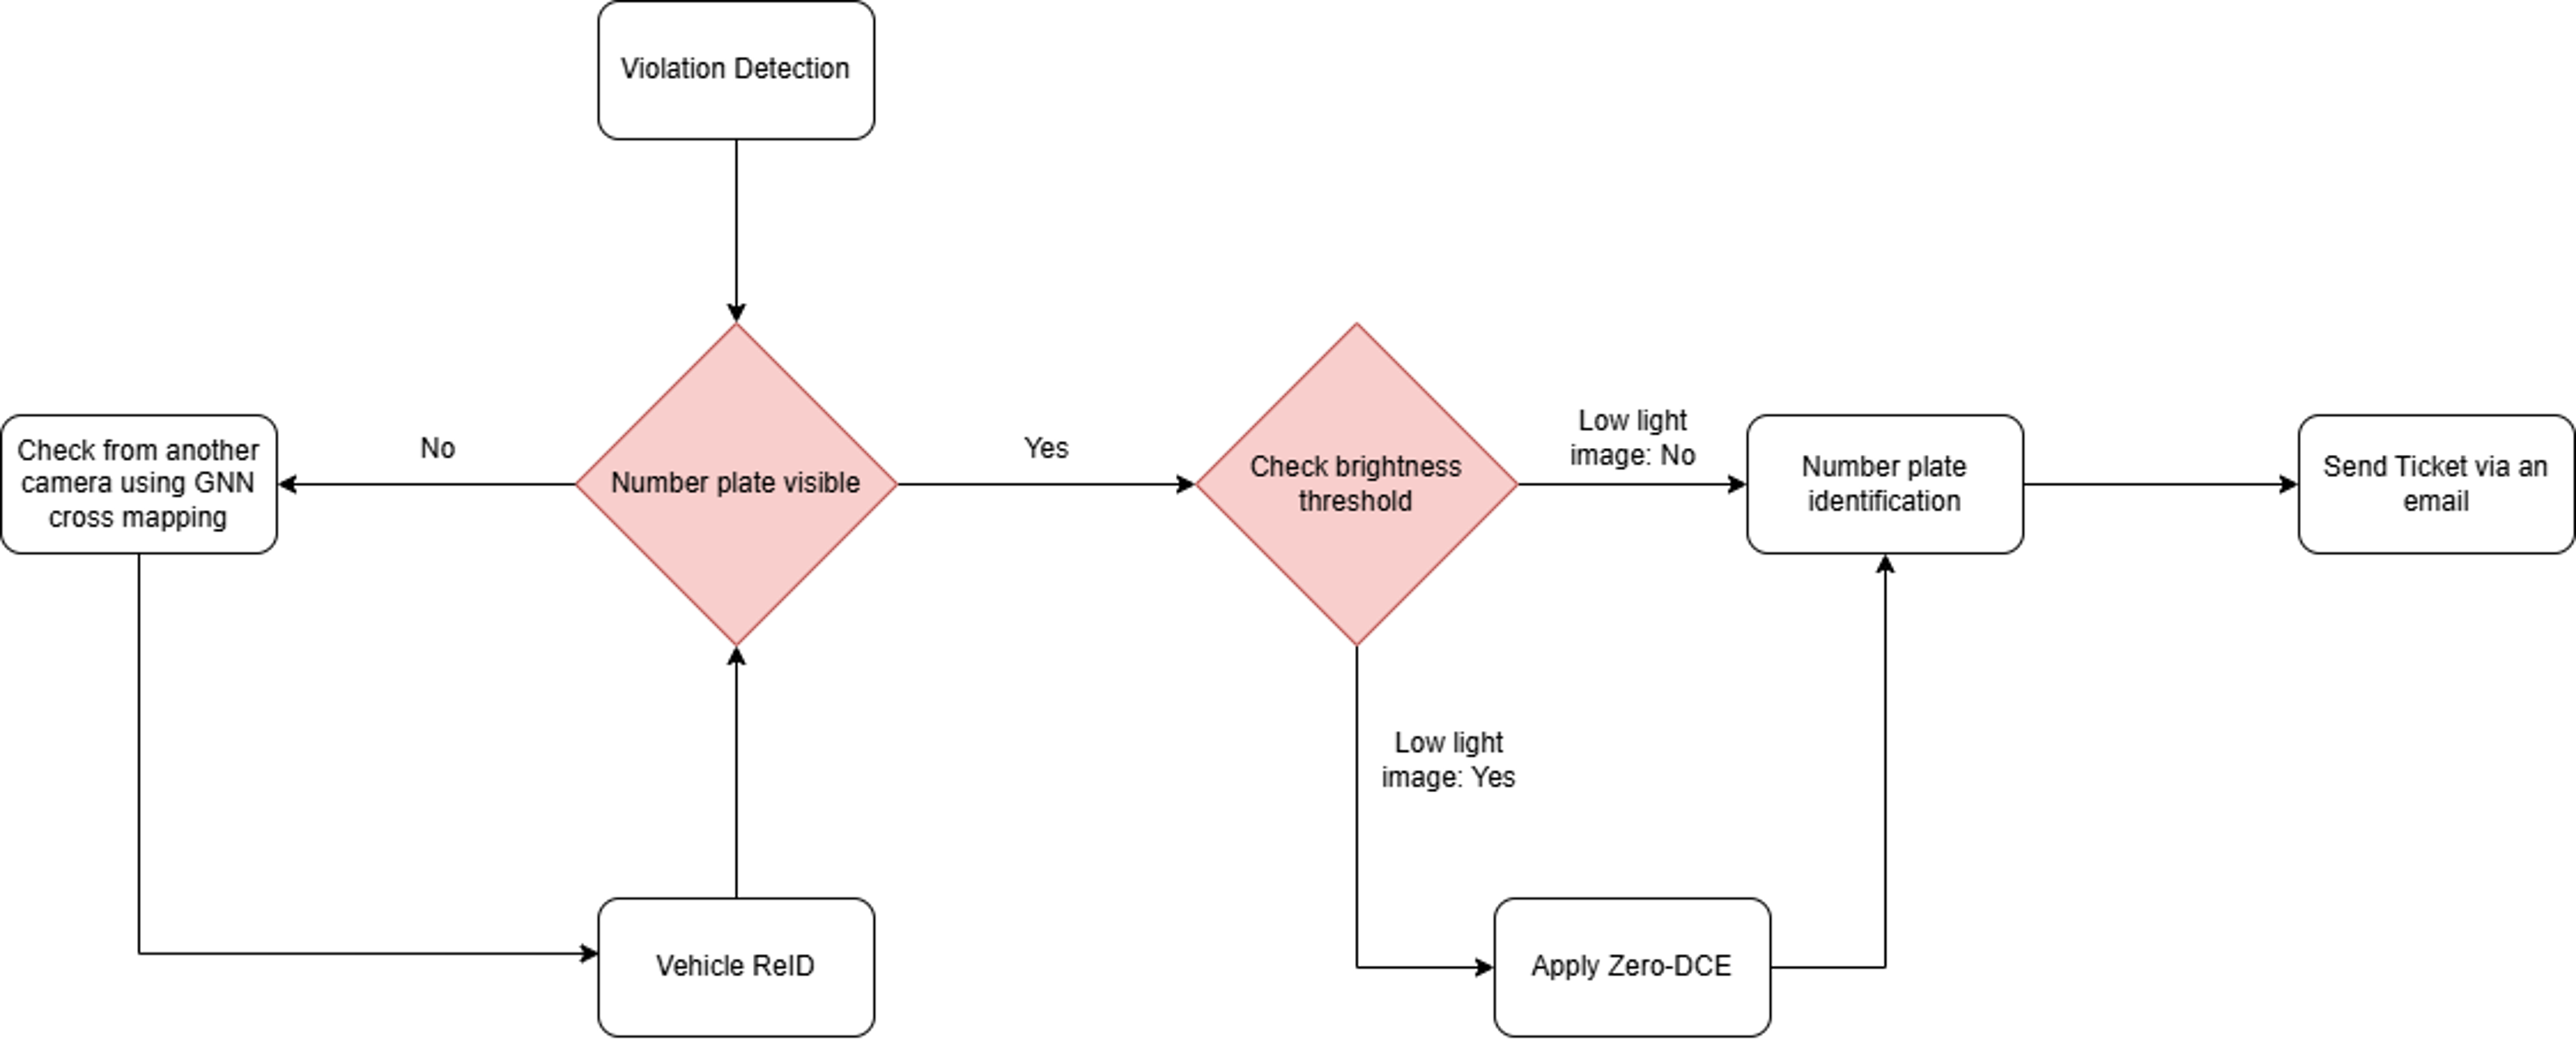 Violation Detection
Check from another
camera using GNN
cross mapping
No
Number plate visible
Yes
Check brightness
threshold
Low light
image: No
Number plate
identification
Send Ticket via an
email
Low light
image: Yes
Vehicle ReID
Apply Zero-DCE